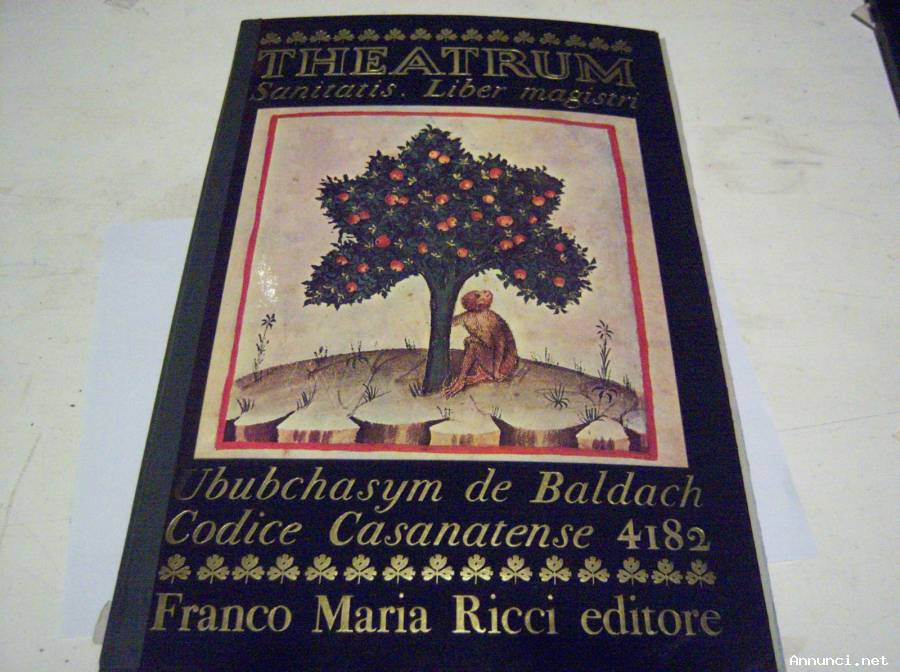 THEATRUM
Sanitatis. Liber magistri
Ububchasym de Baldach
Codice Casanatense 4182
Franco Maria Ricci editore
Annunci.net